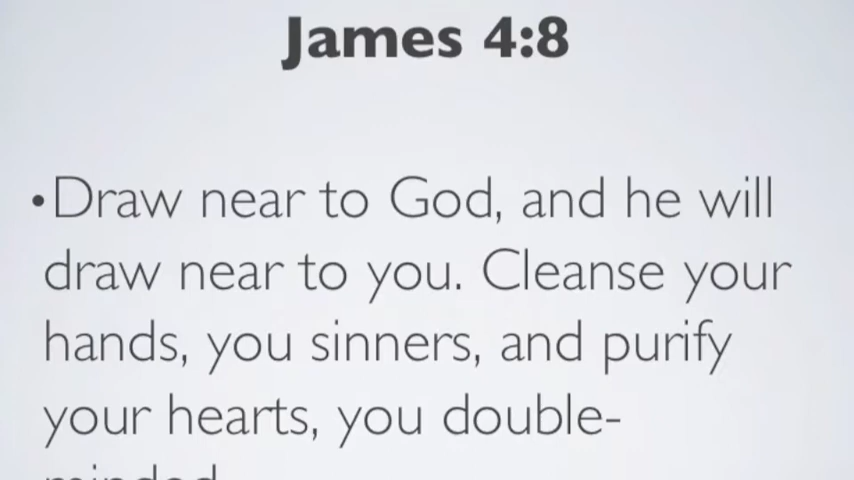 James 4:8
•Draw near to God, and he will
draw near to you. Cleanse your
hands, you sinners, and purify
your hearts, you double-
minded